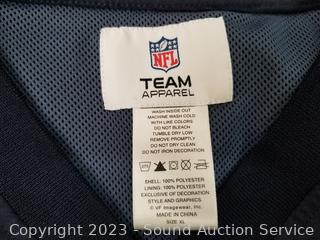 NFL
TEAM
APPAREL
WASH INSIDE OUT
MACHINE WASH COLD
WITH LIKE COLORS
DO NOT BLEACH
TUMBLE DRY LOW
REMOVE PROMPTLY
DO NOT DRY CLEAN
DO NOT IRON DECORATION
SHELL: 100% POLYESTER
LINING: 100% POLYESTER
EXCLUSIVE OF DECORATION
STYLE AND GRAPHICS
© VF Imagewear, Inc.
MADE IN CHINA
SIZE XL
Copyright 2023 - Sound Auction Service